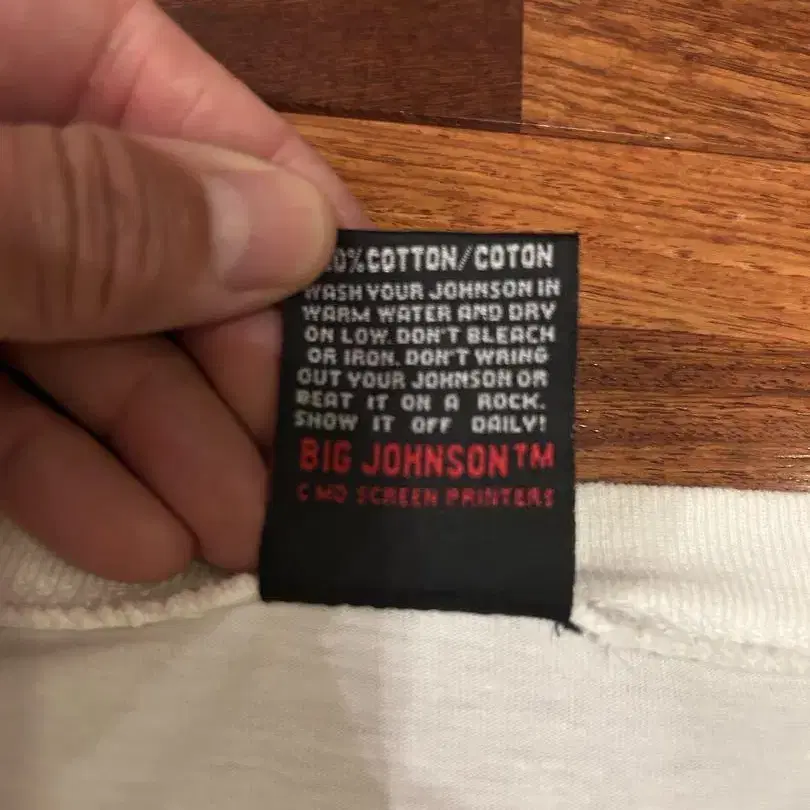 0% COTTON/COTON
WASH YOUR JOHNSON IN
WARM WATER AND DRY
ON LOW. DON'T BLEACH
OR IRON. DON'T WRING
OUT YOUR JOHNSON OR
BEAT IT ON A ROCK.
SHOW IT OFF DAILY!
BIG JOHNSON™
C MD SCREEN PRINTERS